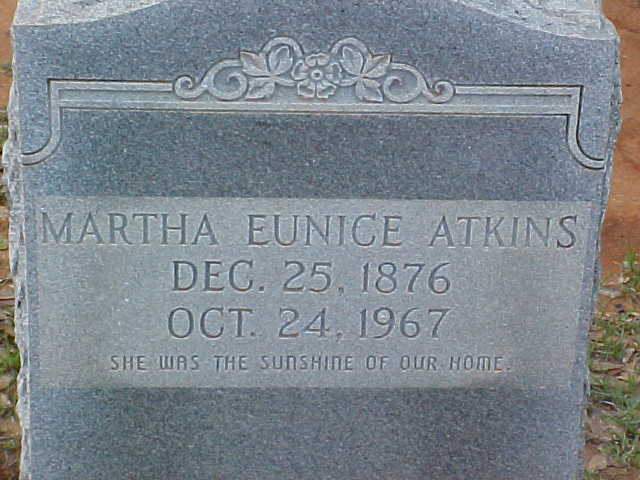 MARTHA EUNICE ATKINS
DEC. 25, 1876
OCT. 24, 1967
SHE WAS THE SUNSHINE OF OUR HOME.